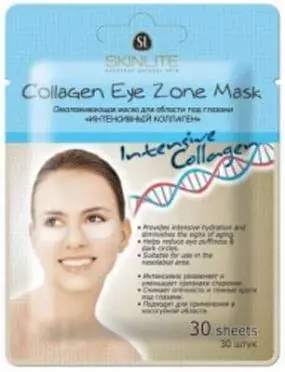 SL
SKINLITE
Collagen Eye Zone Mask
Омолаживающая маска для области под глазами
«ИНТЕНСИВНЫЙ КОЛЛАГЕН»
Intensive
Collagen
• Provides intensive hydration and
diminishes the signs of aging.
• Helps reduce eye puffiness &
dark circles.
• Suitable for use in the
nasolabial area.
• Интенсивно увлажняет и
уменьшает признаки старения.
• Снимает отечность и темные круги
под глазами.
• Подходит для применения в
носогубной области.
30 sheets
30 штук